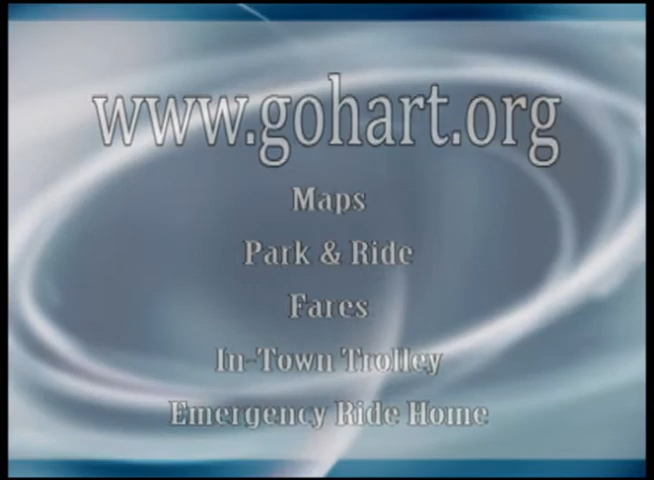 www.gohart.org
Maps
Park & Ride
Fares
In-Town Trolley
Emergency Ride Home